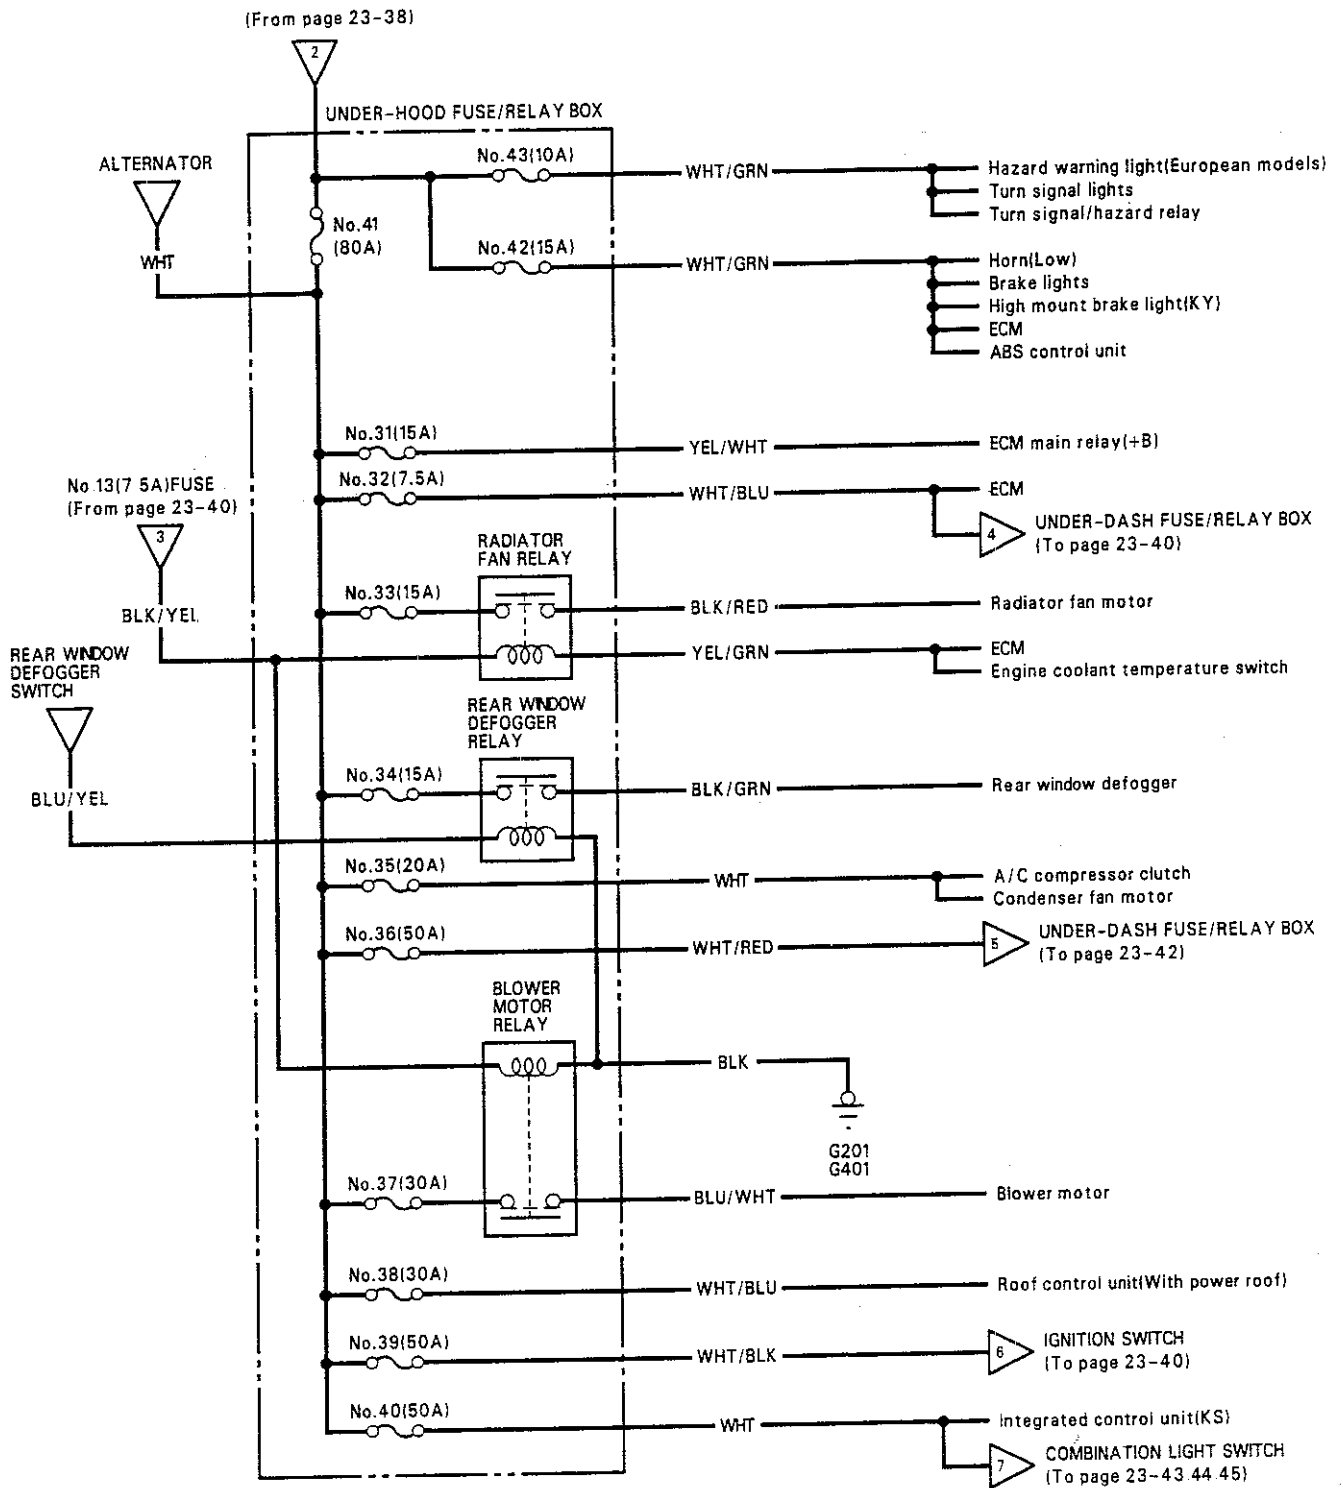 (From page 23-38)
2
UNDER-HOOD FUSE/RELAY BOX
ALTERNATOR
WHT
No.41
(80A)
No.43(10A)
WHT/GRN
Hazard warning light(European models)
Turn signal lights
Turn signal/hazard relay
No.42(15A)
WHT/GRN
Horn(Low)
Brake lights
High mount brake light(KY)
ECM
ABS control unit
No.31(15A)
YEL/WHT
ECM main relay(+B)
No.13(7 5A)FUSE
(From page 23-40)
3
BLK/YEL
No.32(7.5A)
WHT/BLU
ECM
4
UNDER-DASH FUSE/RELAY BOX
(To page 23-40)
RADIATOR
FAN RELAY
No.33(15A)
BLK/RED
Radiator fan motor
YEL/GRN
ECM
Engine coolant temperature switch
REAR WINDOW
DEFOGGER
SWITCH
BLU/YEL
REAR WINDOW
DEFOGGER
RELAY
No.34(15A)
BLK/GRN
Rear window defogger
No.35(20A)
WHT
A/C compressor clutch
Condenser fan motor
No.36(50A)
WHT/RED
5
UNDER-DASH FUSE/RELAY BOX
(To page 23-42)
BLOWER
MOTOR
RELAY
BLK
G201
G401
No.37(30A)
BLU/WHT
Blower motor
No.38(30A)
WHT/BLU
Roof control unit(With power roof)
No.39(50A)
WHT/BLK
6
IGNITION SWITCH
(To page 23-40)
No.40(50A)
WHT
Integrated control unit(KS)
7
COMBINATION LIGHT SWITCH
(To page 23-43.44.45)